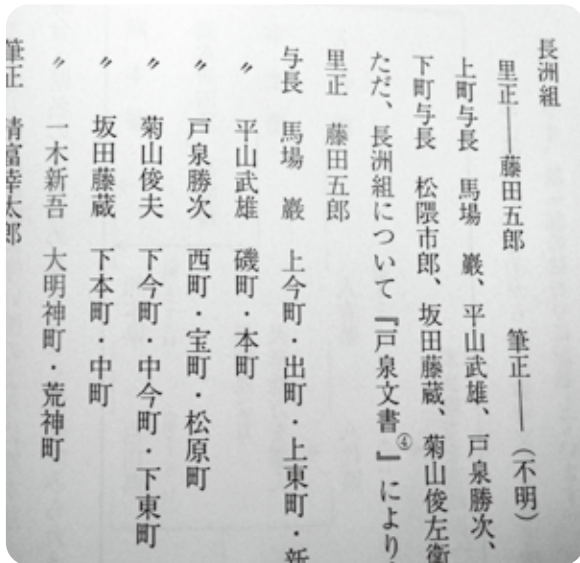 長洲組
里正――藤田五郎　筆正――（不明）
上町与長　馬場　巖、平山武雄、戸泉勝次、
下町与長　松隈市郎、坂田藤蔵、菊山俊左衛
ただ、長洲組について『戸泉文書④』により
里正　藤田五郎
与長　馬場　巖　上今町・出町・上東町・新
〃　平山武雄　磯町・本町
〃　戸泉勝次　西町・宝町・松原町
〃　菊山俊夫　下今町・中今町・下東町
〃　坂田藤蔵　下本町・中町
〃　一木新吾　大明神町・荒神町
筆正　清富幸太郎